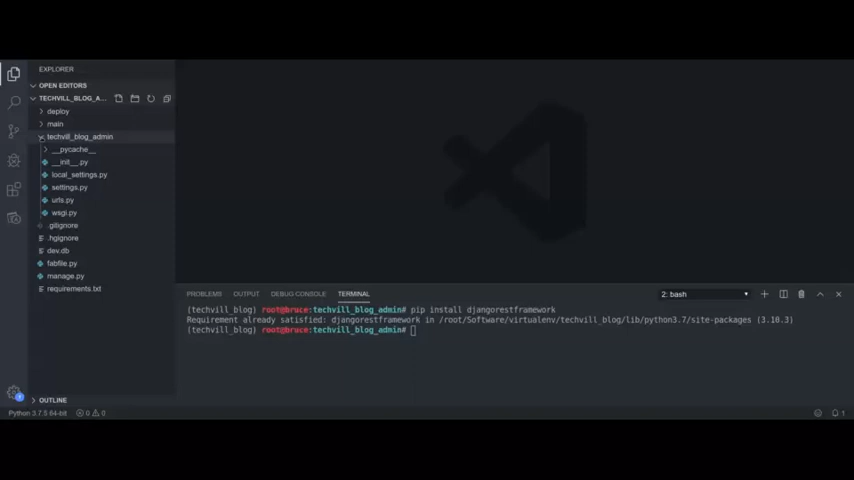 EXPLORER
OPEN EDITORS
TECHVILL_BLOG_A...
deploy
main
techvill_blog_admin
__pycache__
__init__.py
local_settings.py
settings.py
urls.py
wsgi.py
.gitignore
.hgignore
dev.db
fabfile.py
manage.py
requirements.txt
OUTLINE
PROBLEMS OUTPUT DEBUG CONSOLE TERMINAL 2: bash
(techvill_blog) root@bruce:techvill_blog_admin# pip install djangorestframework
Requirement already satisfied: djangorestframework in /root/Software/virtualenv/techvill_blog/lib/python3.7/site-packages (3.10.3)
(techvill_blog) root@bruce:techvill_blog_admin#
Python 3.7.5 64-bit 0 0 1